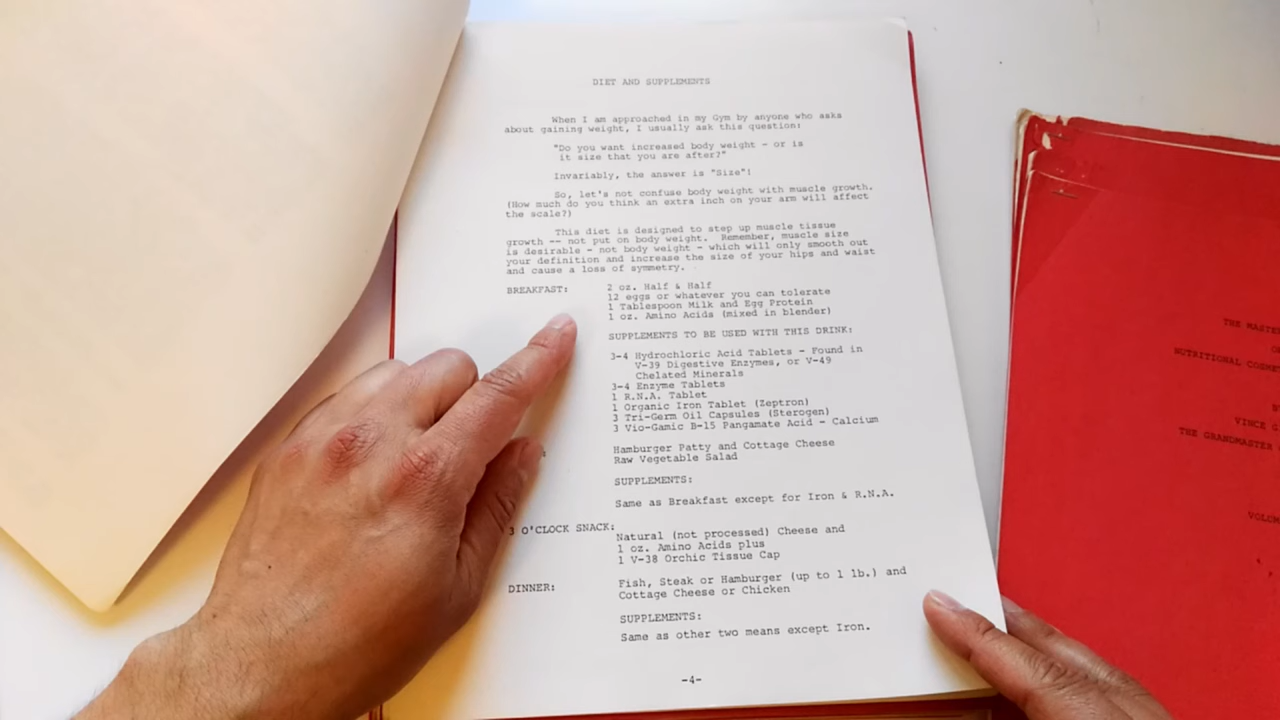 DIET AND SUPPLEMENTS
When I am approached in my Gym by anyone who asks
about gaining weight, I usually ask this question:
"Do you want increased body weight - or is
it size that you are after?"
Invariably, the answer is "Size"!
So, let's not confuse body weight with muscle growth.
(How much do you think an extra inch on your arm will affect
the scale?)
This diet is designed to step up muscle tissue
growth -- not put on body weight. Remember, muscle size
is desirable - not body weight - which will only smooth out
your definition and increase the size of your hips and waist
and cause a loss of symmetry.
BREAKFAST: 2 oz. Half & Half
12 eggs or whatever you can tolerate
1 Tablespoon Milk and Egg Protein
1 oz. Amino Acids (mixed in blender)
SUPPLEMENTS TO BE USED WITH THIS DRINK:
3-4 Hydrochloric Acid Tablets - Found in
V-39 Digestive Enzymes, or V-49
Chelated Minerals
3-4 Enzyme Tablets
1 R.N.A. Tablet
1 Organic Iron Tablet (Zeptron)
3 Tri-Germ Oil Capsules (Sterogen)
3 Vio-Gamic B-15 Pangamate Acid - Calcium
Hamburger Patty and Cottage Cheese
Raw Vegetable Salad
SUPPLEMENTS:
Same as Breakfast except for Iron & R.N.A.
3 O'CLOCK SNACK: Natural (not processed) Cheese and
1 oz. Amino Acids plus
1 V-38 Orchic Tissue Cap
DINNER: Fish, Steak or Hamburger (up to 1 lb.) and
Cottage Cheese or Chicken
SUPPLEMENTS:
Same as other two means except Iron.
-4-
THE
NUTRITIONAL
VINCE
THE GRANDMASTER